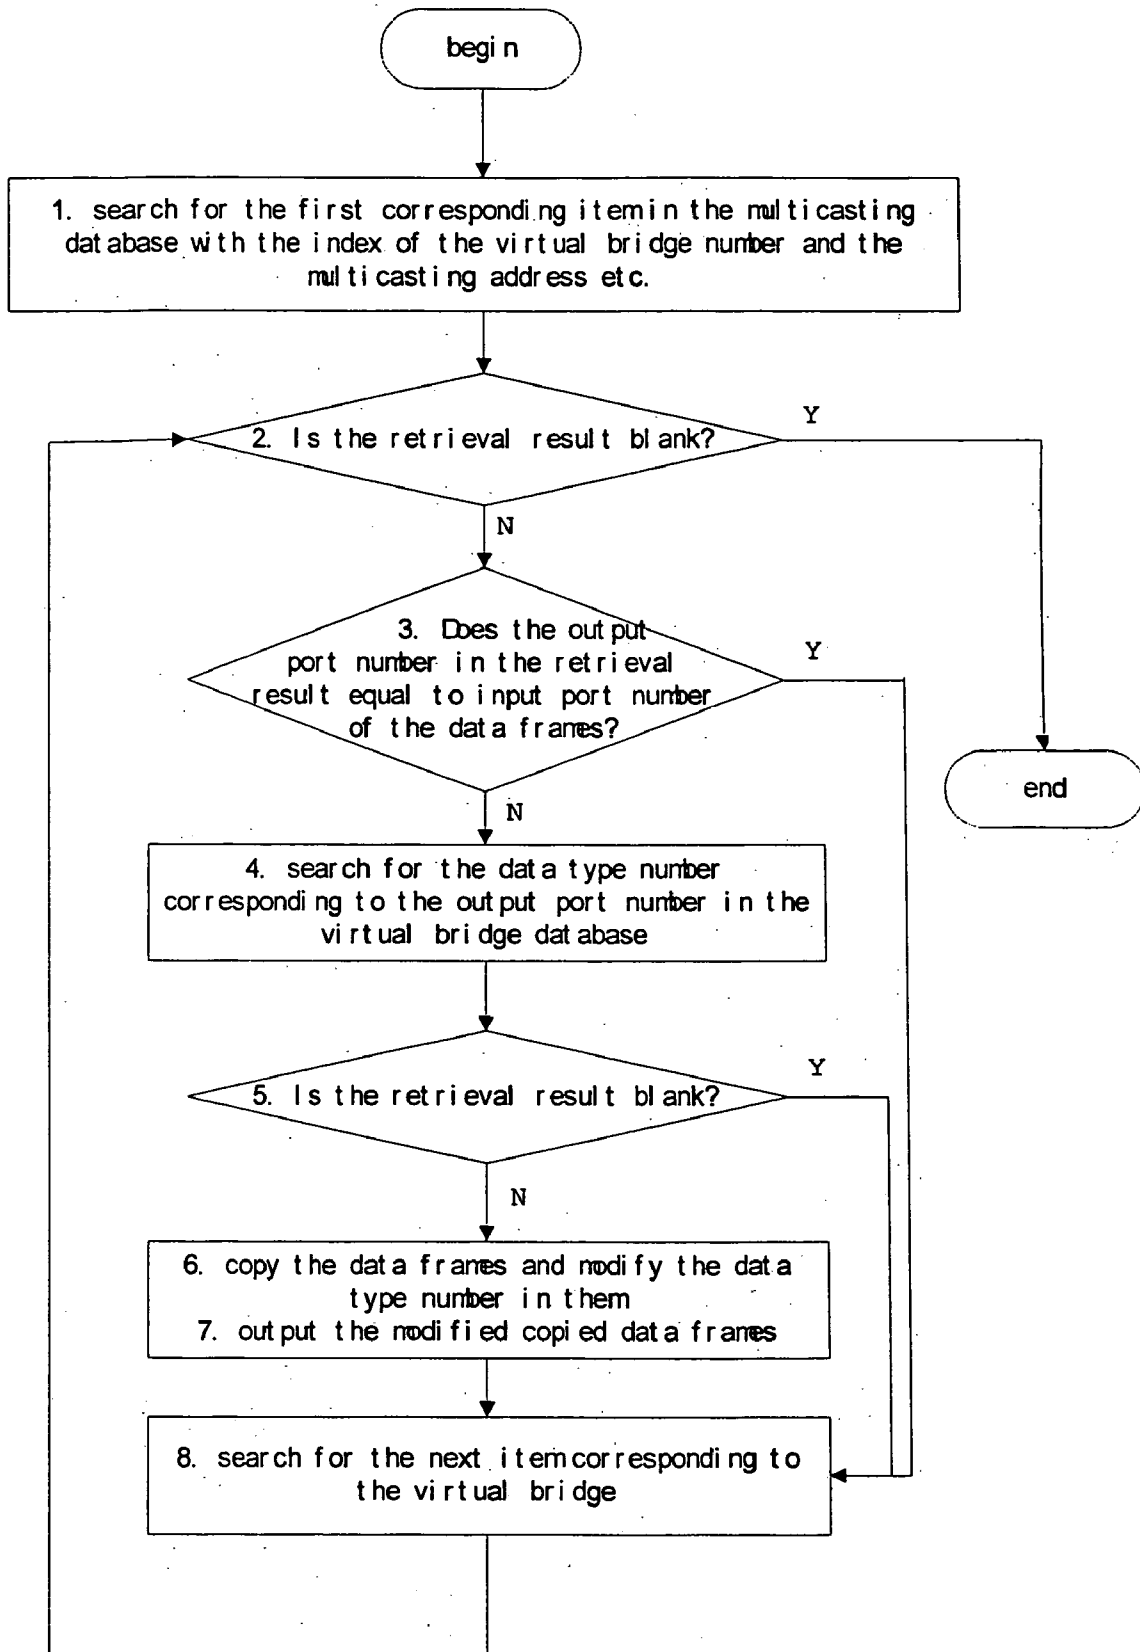 begin
1. search for the first corresponding item in the multicasting
database with the index of the virtual bridge number and the
multicasting address etc.
2. Is the retrieval result blank?
Y
N
3. Does the output
port number in the retrieval
result equal to input port number
of the data frames?
Y
end
N
4. search for the data type number
corresponding to the output port number in the
virtual bridge database
5. Is the retrieval result blank?
Y
N
6. copy the data frames and modify the data
type number in them
7. output the modified copied data frames
8. search for the next item corresponding to
the virtual bridge